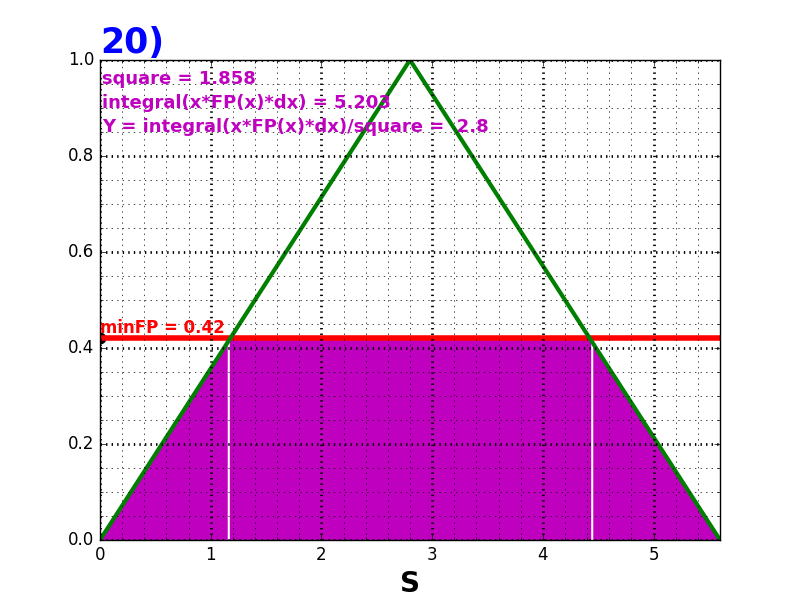 20)
1.0
square = 1.858
integral(x*FP(x)*dx) = 5.203
Y = integral(x*FP(x)*dx)/square =  2.8
0.8
0.6
minFP = 0.42
0.4
0.2
0.0
0 1 2 3 4 5
S